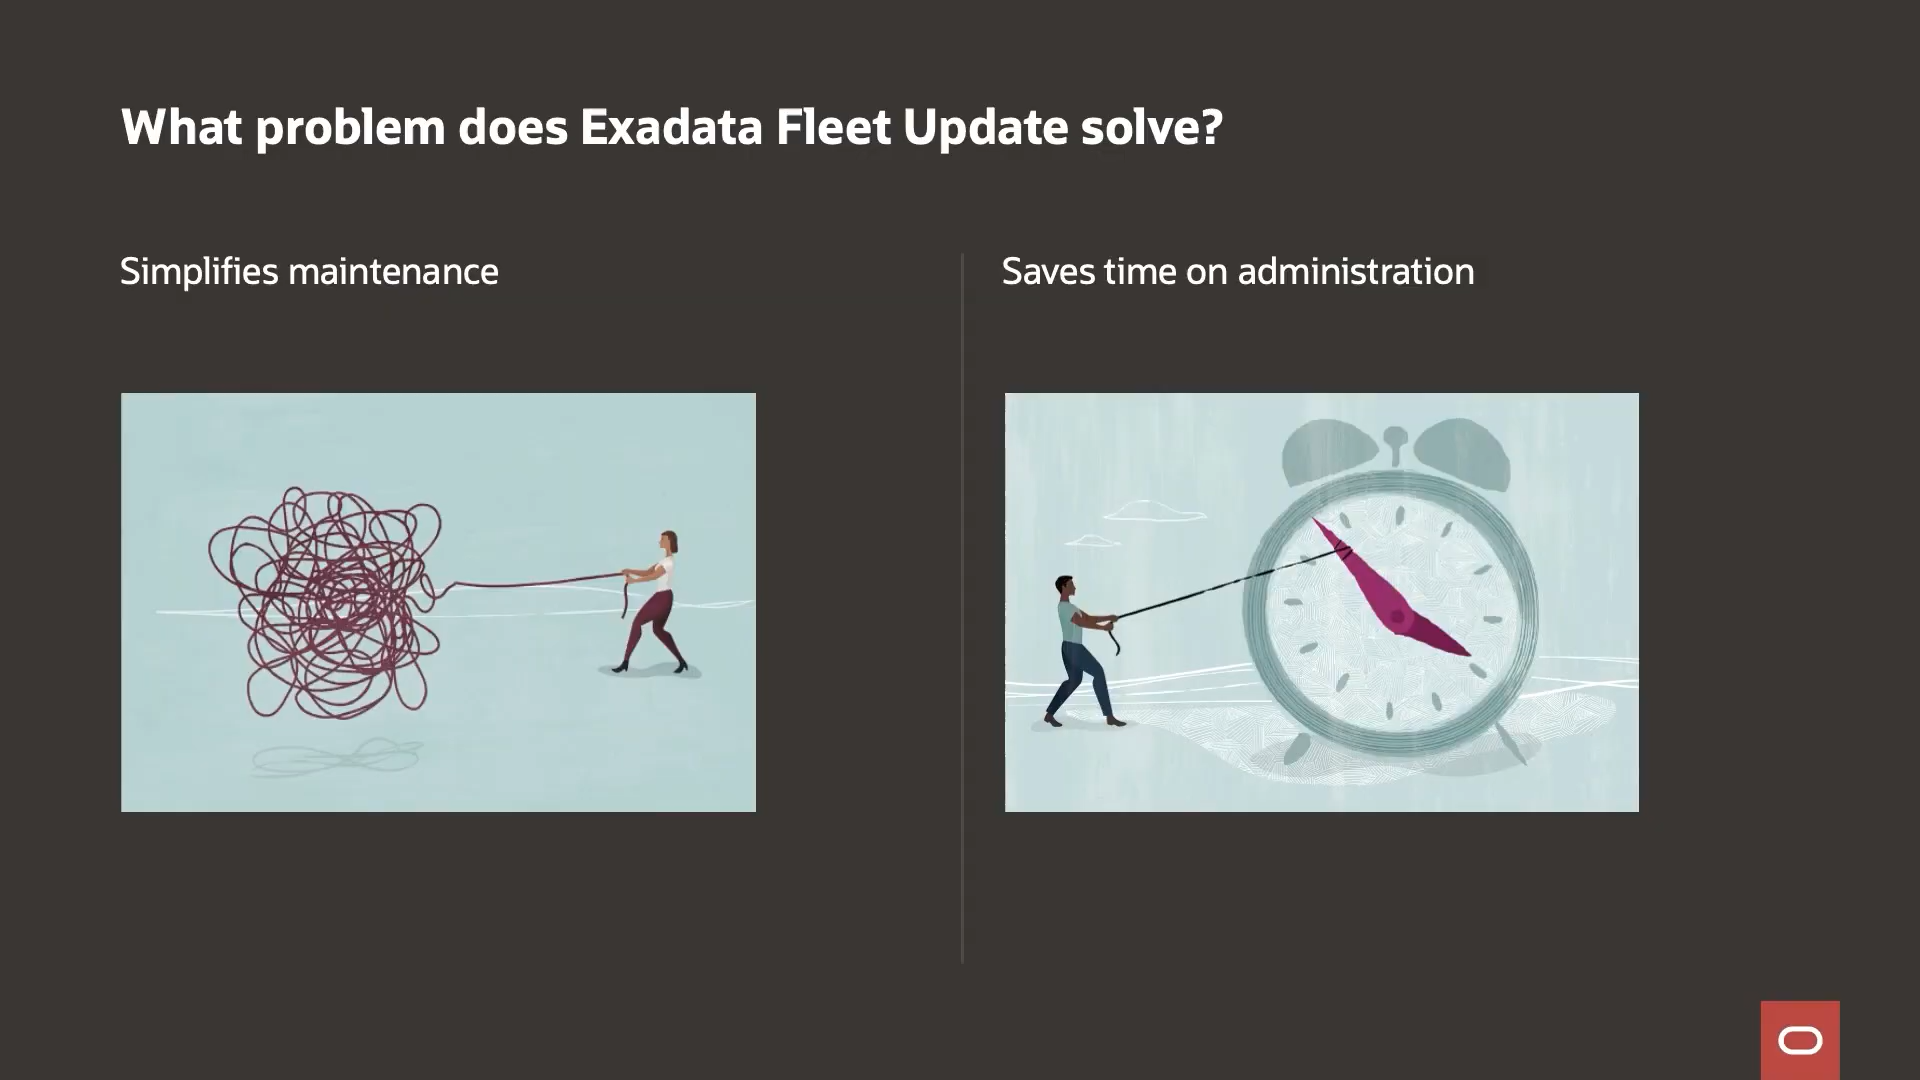 What problem does Exadata Fleet Update solve?
Simplifies maintenance
Saves time on administration